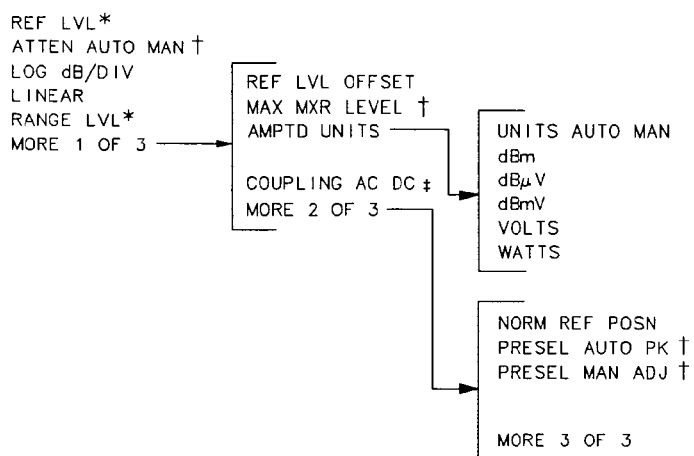 REF LVL*
ATTEN AUTO MAN †
LOG dB/DIV
LINEAR
RANGE LVL*
MORE 1 OF 3
REF LVL OFFSET
MAX MXR LEVEL †
AMPTD UNITS
COUPLING AC DC ‡
MORE 2 OF 3
UNITS AUTO MAN
dBm
dBμV
dBmV
VOLTS
WATTS
NORM REF POSN
PRESEL AUTO PK †
PRESEL MAN ADJ †
MORE 3 OF 3